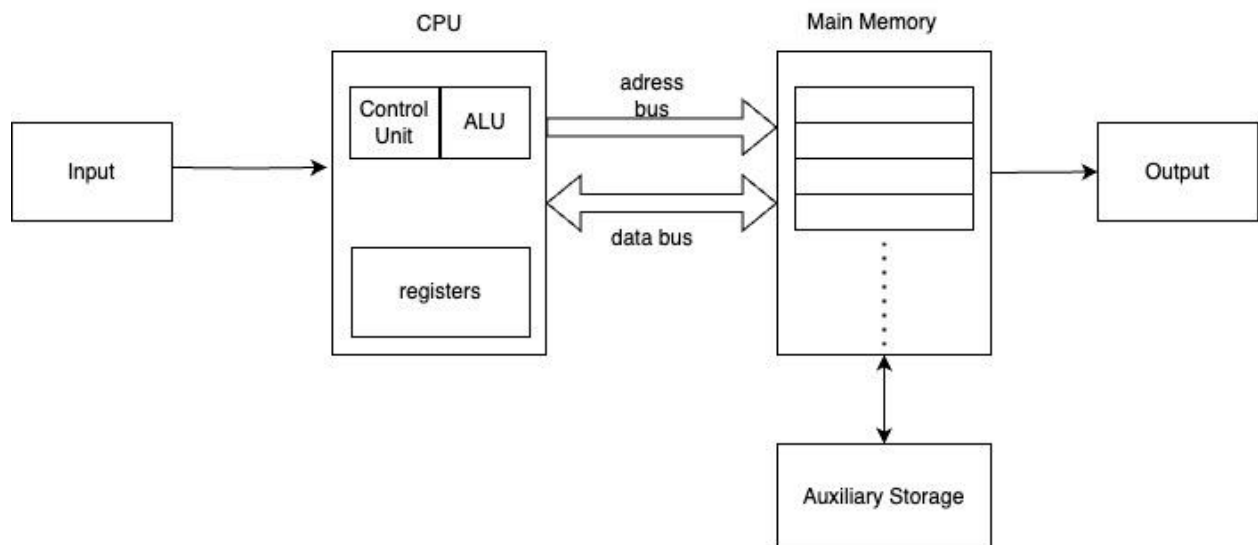 CPU
Main Memory
Input
Control
Unit
ALU
registers
adress
bus
data bus
Output
Auxiliary Storage